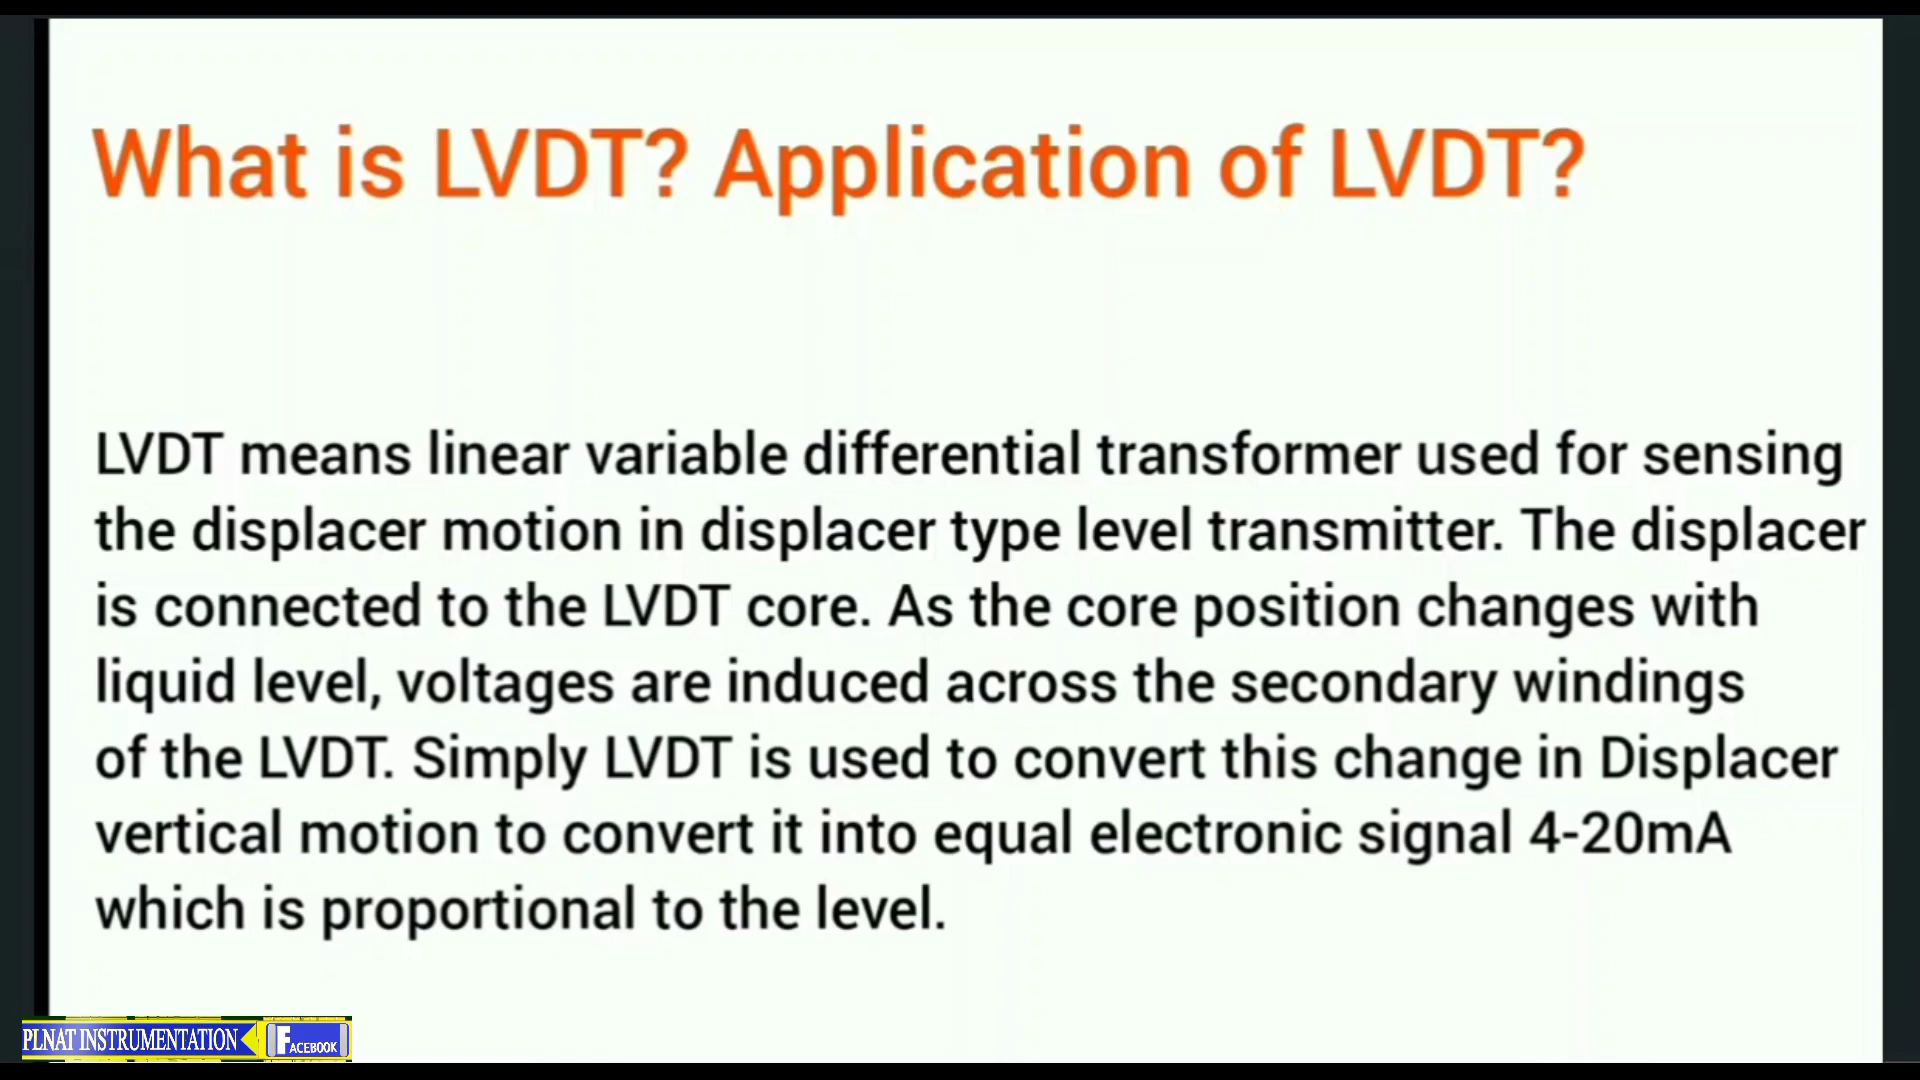 What is LVDT? Application of LVDT?
LVDT means linear variable differential transformer used for sensing
the displacer motion in displacer type level transmitter. The displacer
is connected to the LVDT core. As the core position changes with
liquid level, voltages are induced across the secondary windings
of the LVDT. Simply LVDT is used to convert this change in Displacer
vertical motion to convert it into equal electronic signal 4-20mA
which is proportional to the level.
PLNAT INSTRUMENTATION FACEBOOK